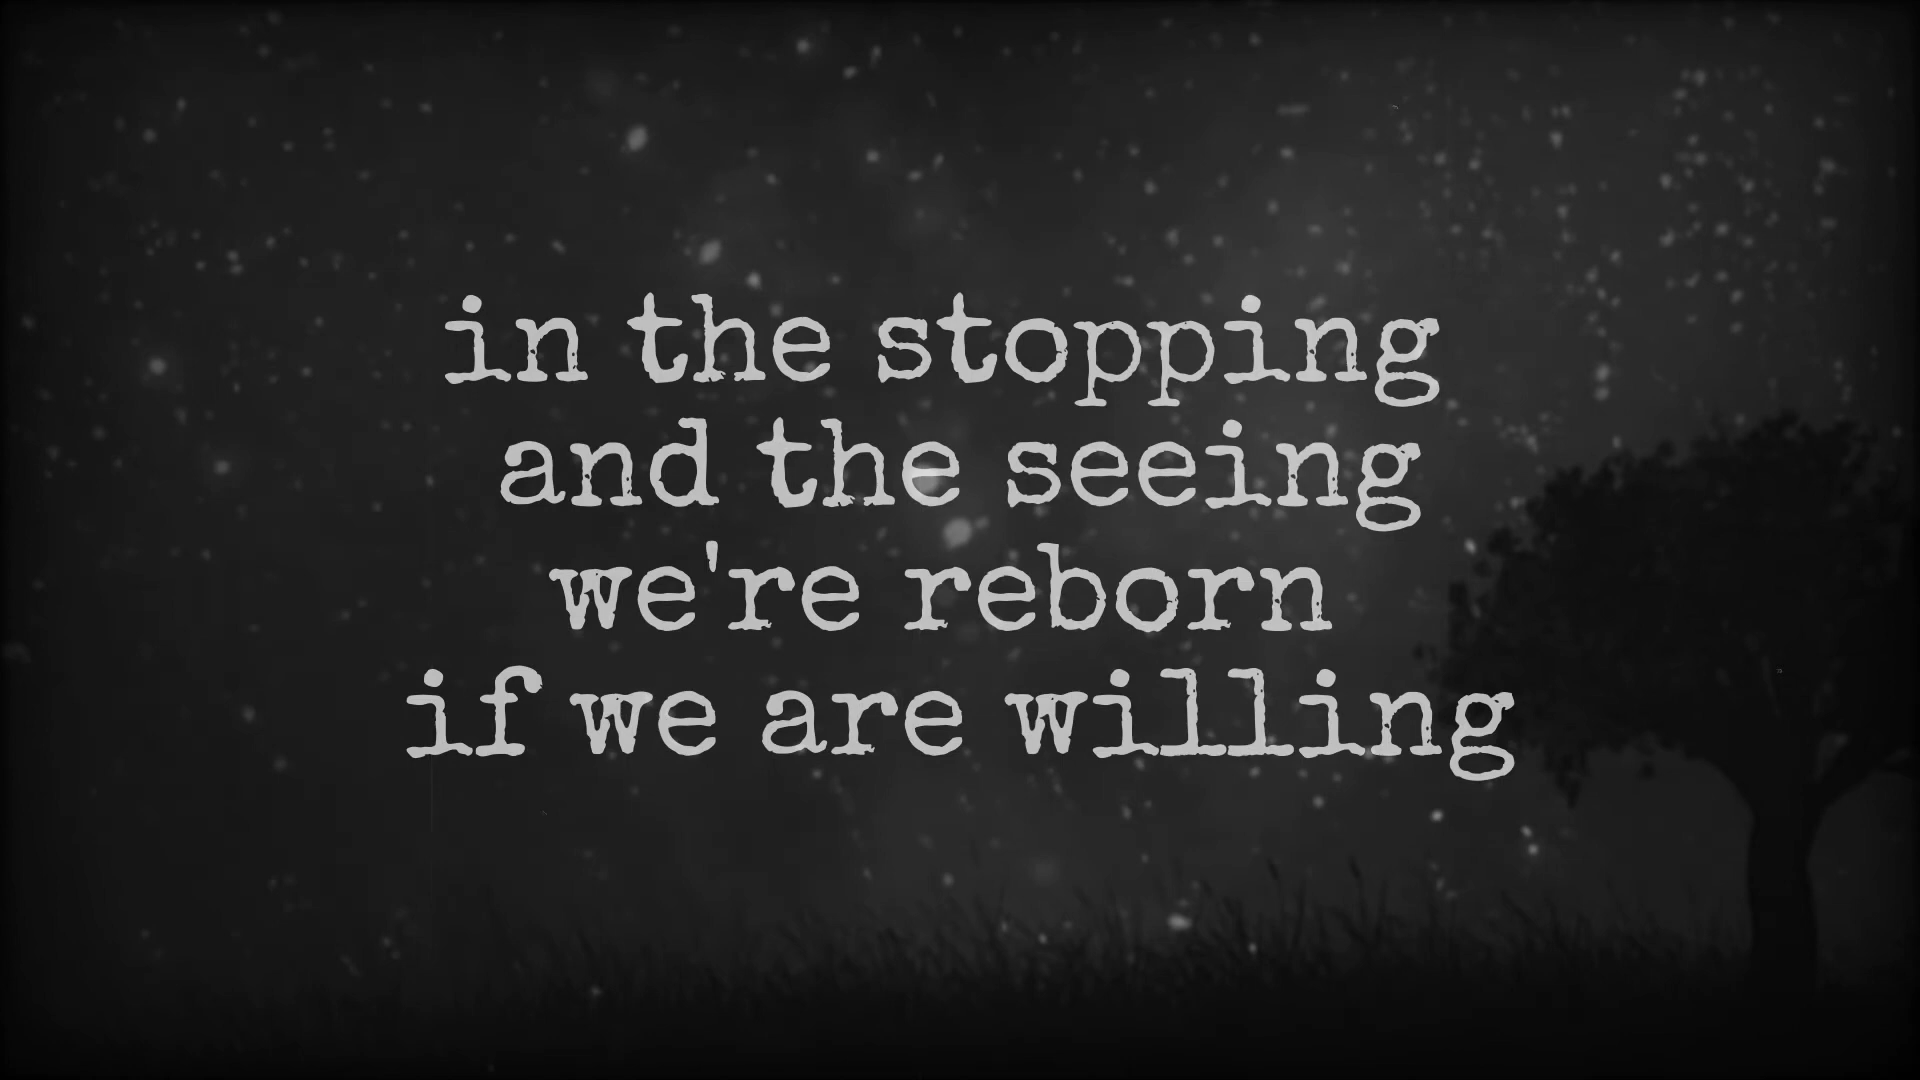 in the stopping
and the seeing
we're reborn
if we are willing